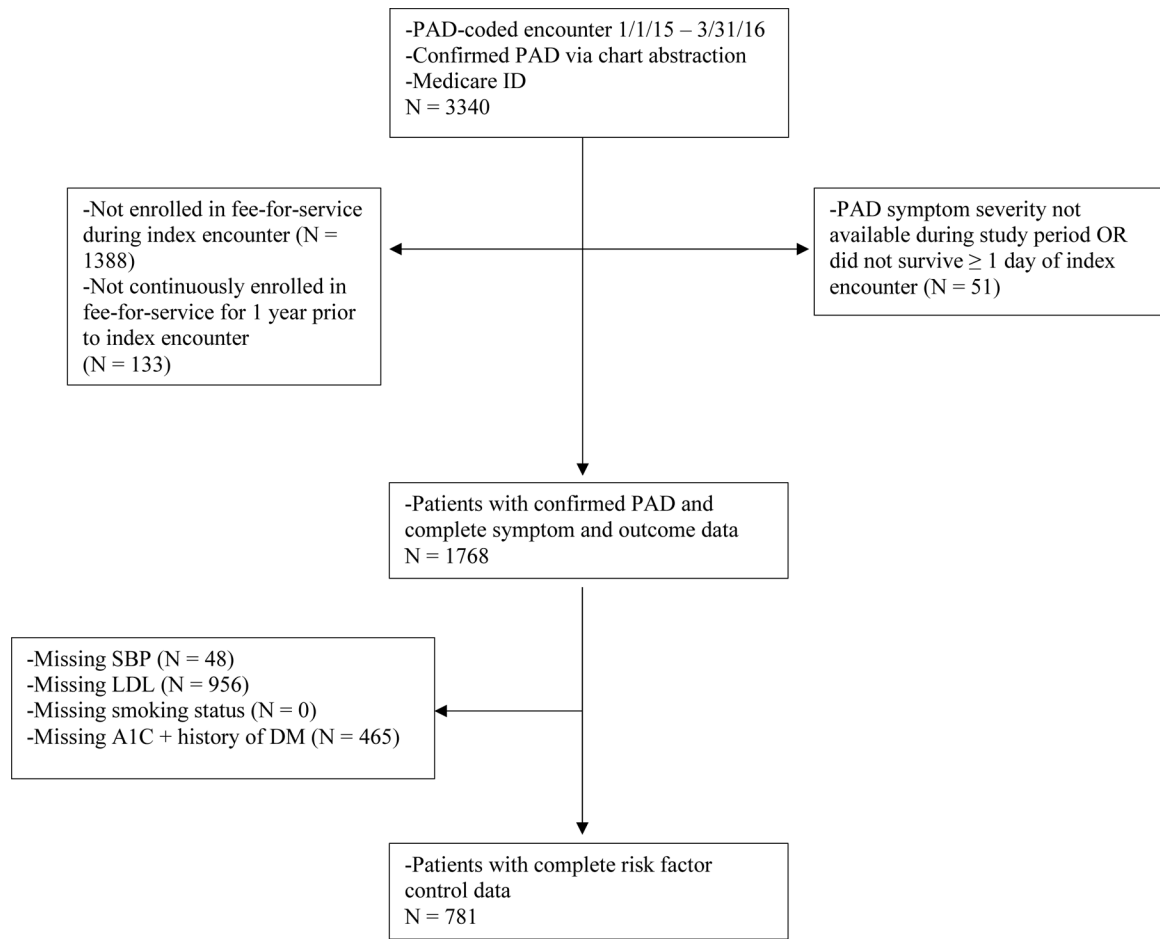 -PAD-coded encounter 1/1/15 – 3/31/16
-Confirmed PAD via chart abstraction
-Medicare ID
N = 3340
-Not enrolled in fee-for-service
during index encounter (N =
1388)
-Not continuously enrolled in
fee-for-service for 1 year prior
to index encounter
(N = 133)
-PAD symptom severity not
available during study period OR
did not survive ≥ 1 day of index
encounter (N = 51)
-Patients with confirmed PAD and
complete symptom and outcome data
N = 1768
-Missing SBP (N = 48)
-Missing LDL (N = 956)
-Missing smoking status (N = 0)
-Missing A1C + history of DM (N = 465)
-Patients with complete risk factor
control data
N = 781